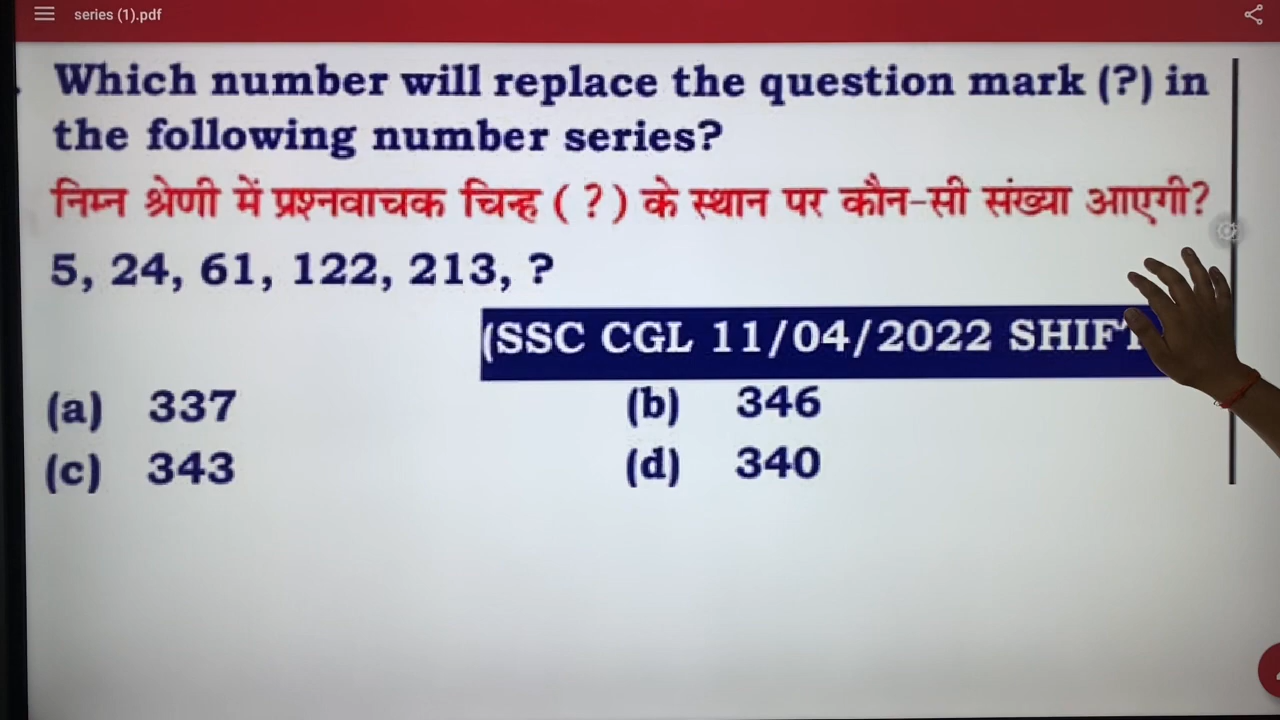 series (1).pdf
Which number will replace the question mark (?) in
the following number series?
निम्न श्रेणी में प्रश्नवाचक चिन्ह ( ? ) के स्थान पर कौन-सी संख्या आएगी?
5, 24, 61, 122, 213, ?
(SSC CGL 11/04/2022 SHIFT
(a) 337 (b) 346
(c) 343 (d) 340